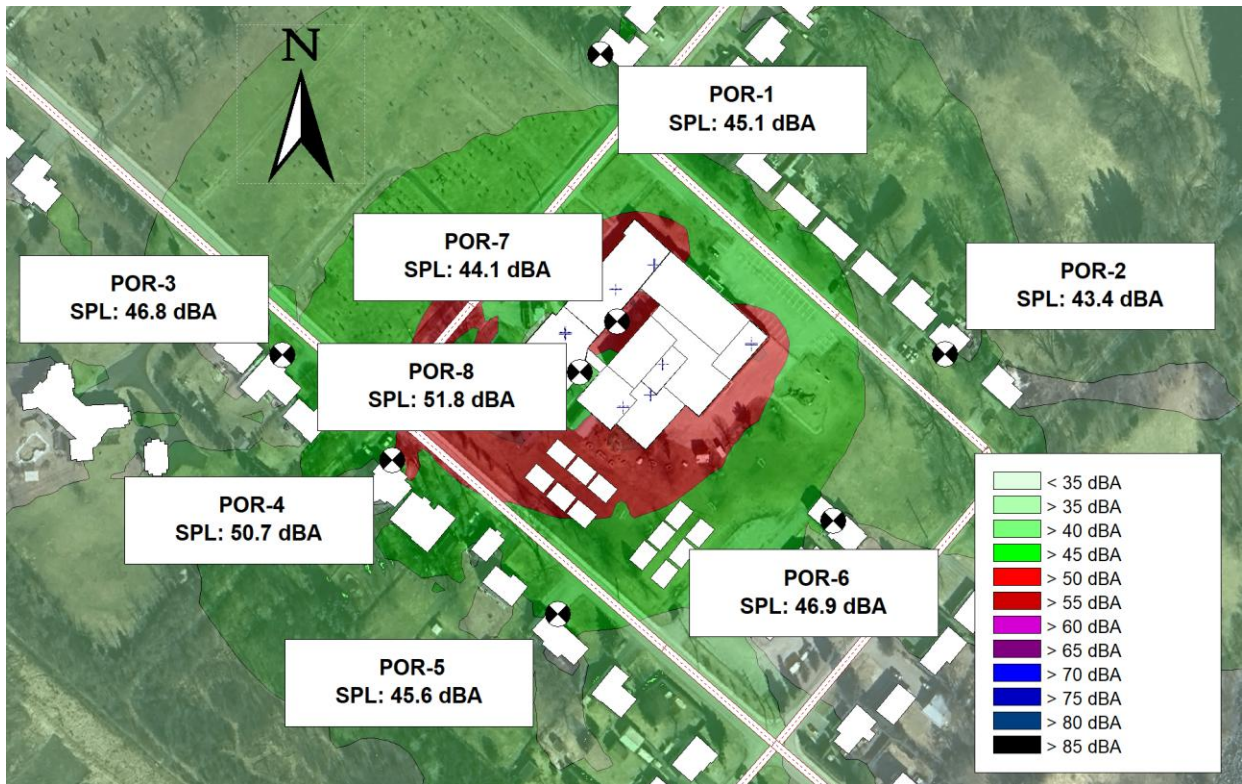 N
POR-1
SPL: 45.1 dBA
POR-7
SPL: 44.1 dBA
POR-2
SPL: 43.4 dBA
POR-3
SPL: 46.8 dBA
POR-8
SPL: 51.8 dBA
POR-4
SPL: 50.7 dBA
POR-6
SPL: 46.9 dBA
POR-5
SPL: 45.6 dBA
< 35 dBA
> 35 dBA
> 40 dBA
> 45 dBA
> 50 dBA
> 55 dBA
> 60 dBA
> 65 dBA
> 70 dBA
> 75 dBA
> 80 dBA
> 85 dBA